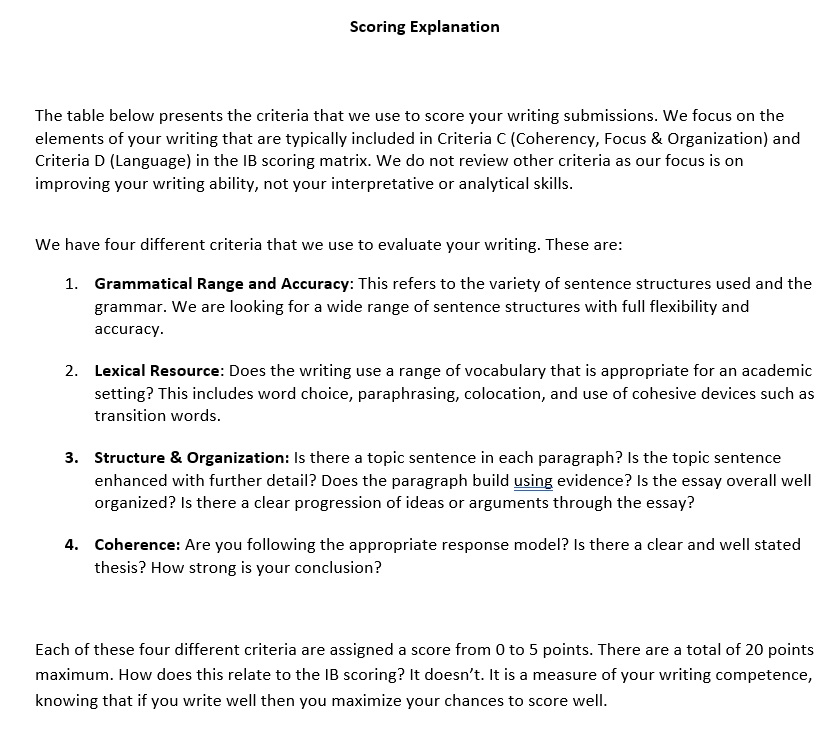 Scoring Explanation
The table below presents the criteria that we use to score your writing submissions. We focus on the
elements of your writing that are typically included in Criteria C (Coherency, Focus & Organization) and
Criteria D (Language) in the IB scoring matrix. We do not review other criteria as our focus is on
improving your writing ability, not your interpretative or analytical skills.
We have four different criteria that we use to evaluate your writing. These are:
1. Grammatical Range and Accuracy: This refers to the variety of sentence structures used and the
grammar. We are looking for a wide range of sentence structures with full flexibility and
accuracy.
2. Lexical Resource: Does the writing use a range of vocabulary that is appropriate for an academic
setting? This includes word choice, paraphrasing, colocation, and use of cohesive devices such as
transition words.
3. Structure & Organization: Is there a topic sentence in each paragraph? Is the topic sentence
enhanced with further detail? Does the paragraph build using evidence? Is the essay overall well
organized? Is there a clear progression of ideas or arguments through the essay?
4. Coherence: Are you following the appropriate response model? Is there a clear and well stated
thesis? How strong is your conclusion?
Each of these four different criteria are assigned a score from 0 to 5 points. There are a total of 20 points
maximum. How does this relate to the IB scoring? It doesn't. It is a measure of your writing competence,
knowing that if you write well then you maximize your chances to score well.